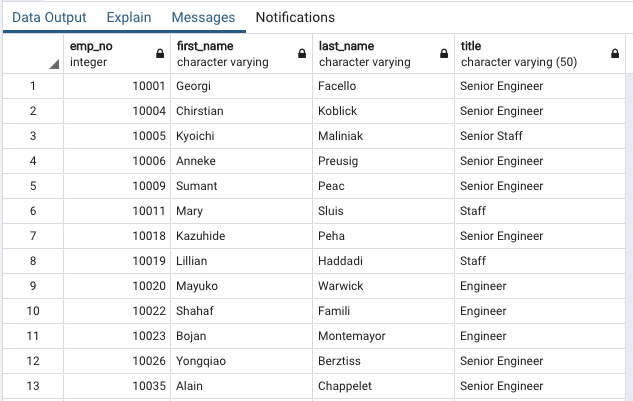 Data Output Explain Messages Notifications
emp_no first_name last_name title
integer character varying character varying character varying (50)
1 10001 Georgi Facello Senior Engineer
2 10004 Chirstian Koblick Senior Engineer
3 10005 Kyoichi Maliniak Senior Staff
4 10006 Anneke Preusig Senior Engineer
5 10009 Sumant Peac Senior Engineer
6 10011 Mary Sluis Staff
7 10018 Kazuhide Peha Senior Engineer
8 10019 Lillian Haddadi Staff
9 10020 Mayuko Warwick Engineer
10 10022 Shahaf Famili Engineer
11 10023 Bojan Montemayor Engineer
12 10026 Yongqiao Berztiss Senior Engineer
13 10035 Alain Chappelet Senior Engineer